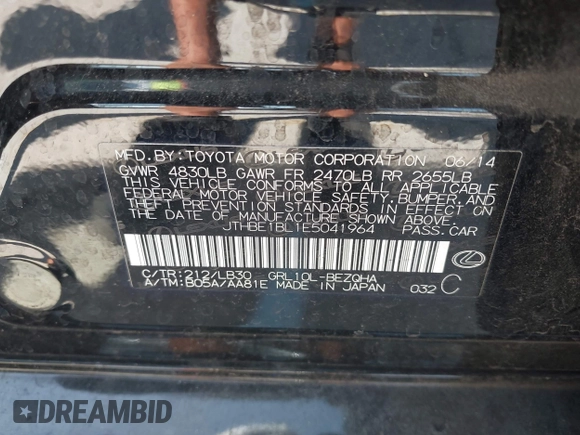 MFD.BY:TOYOTA MOTOR CORPORATION 06/14
GVWR 4830LB GAWR FR 2470LB RR 2655LB
THIS VEHICLE CONFORMS TO ALL APPLICABLE
FEDERAL MOTOR VEHICLE SAFETY,BUMPER,AND
THEFT PREVENTION STANDARDS IN EFFECT ON
THE DATE OF MANUFACTURE SHOWN ABOVE.
JTHBE1BL1E5041964 PASS.CAR
C/TR:212/LB30 GRL10L-BEZQHA
A/TM:B05A/AA81E MADE IN JAPAN 032 C
DREAMBID